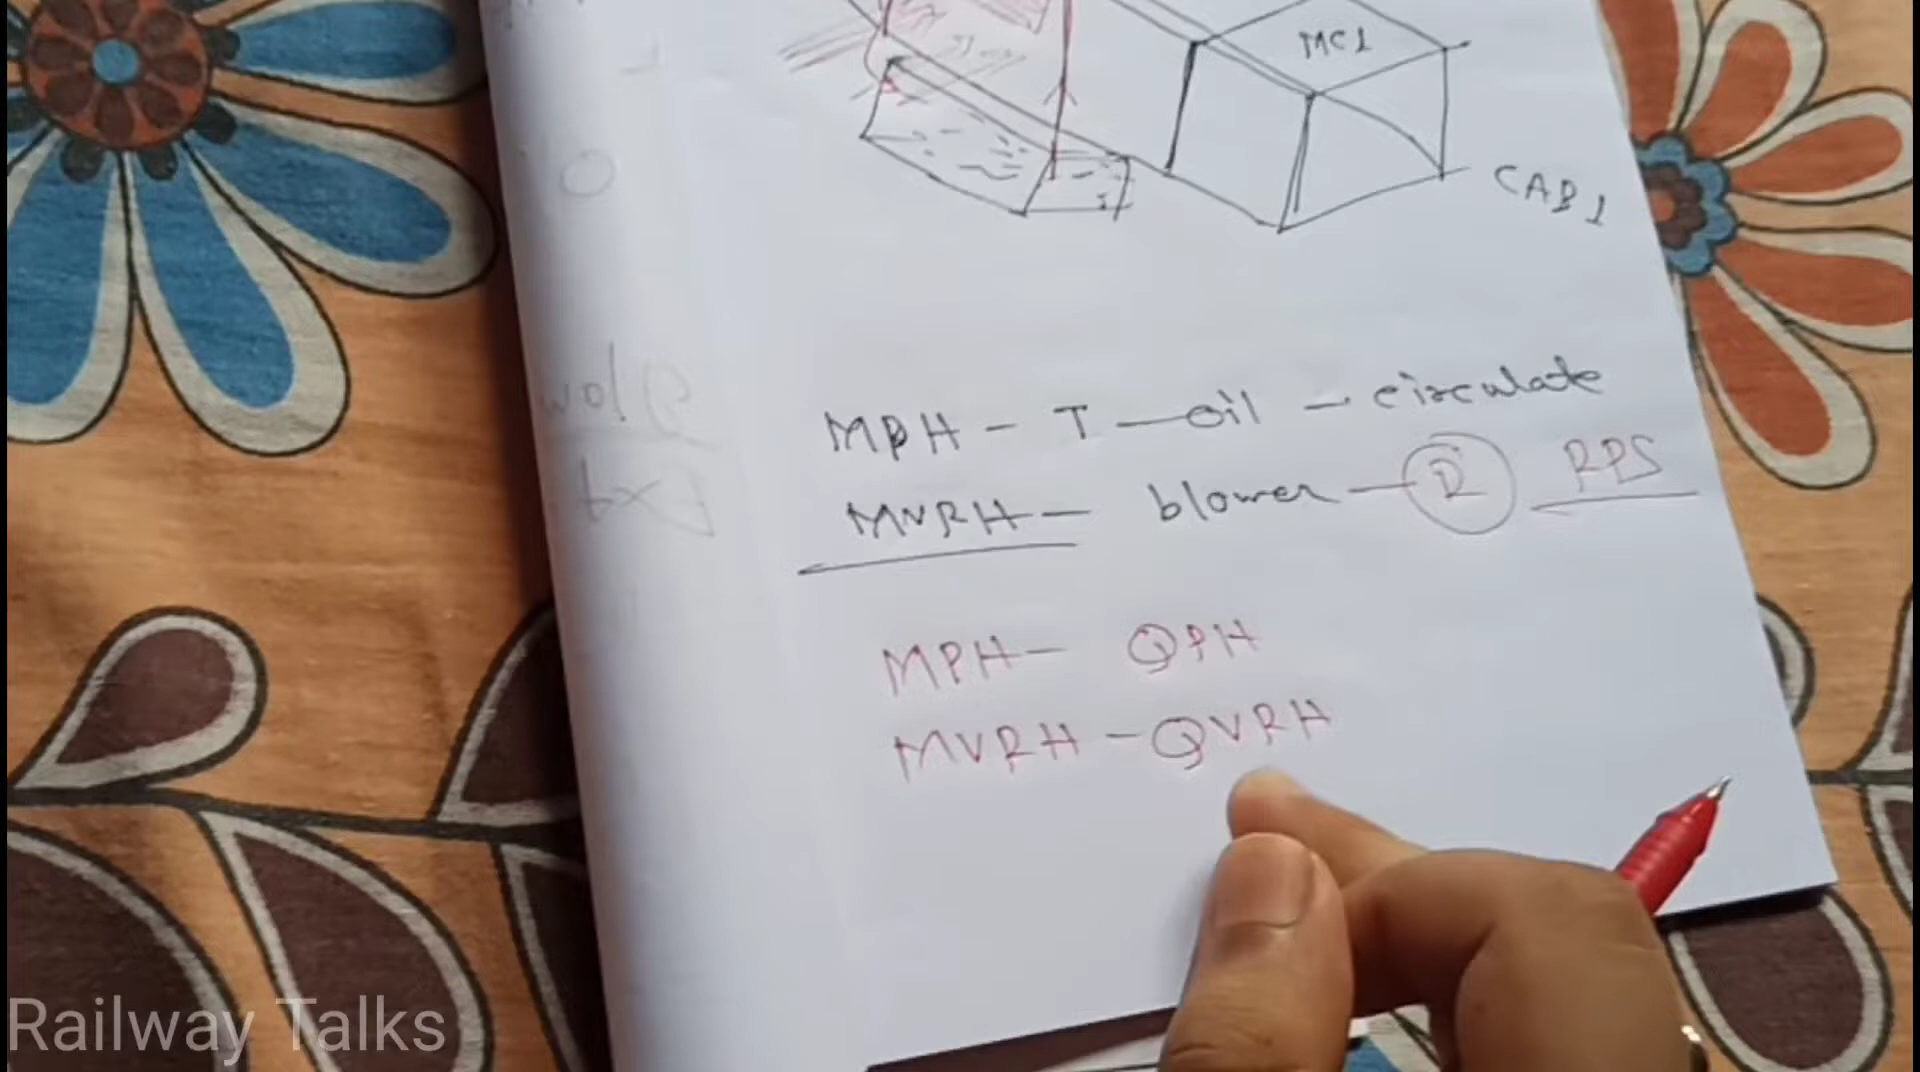 MC1
CAB 1
MPH - T - oil - circulate
MVRH - blower - R RPS
MPH - QPH
MVRH - QVRH
Railway Talks